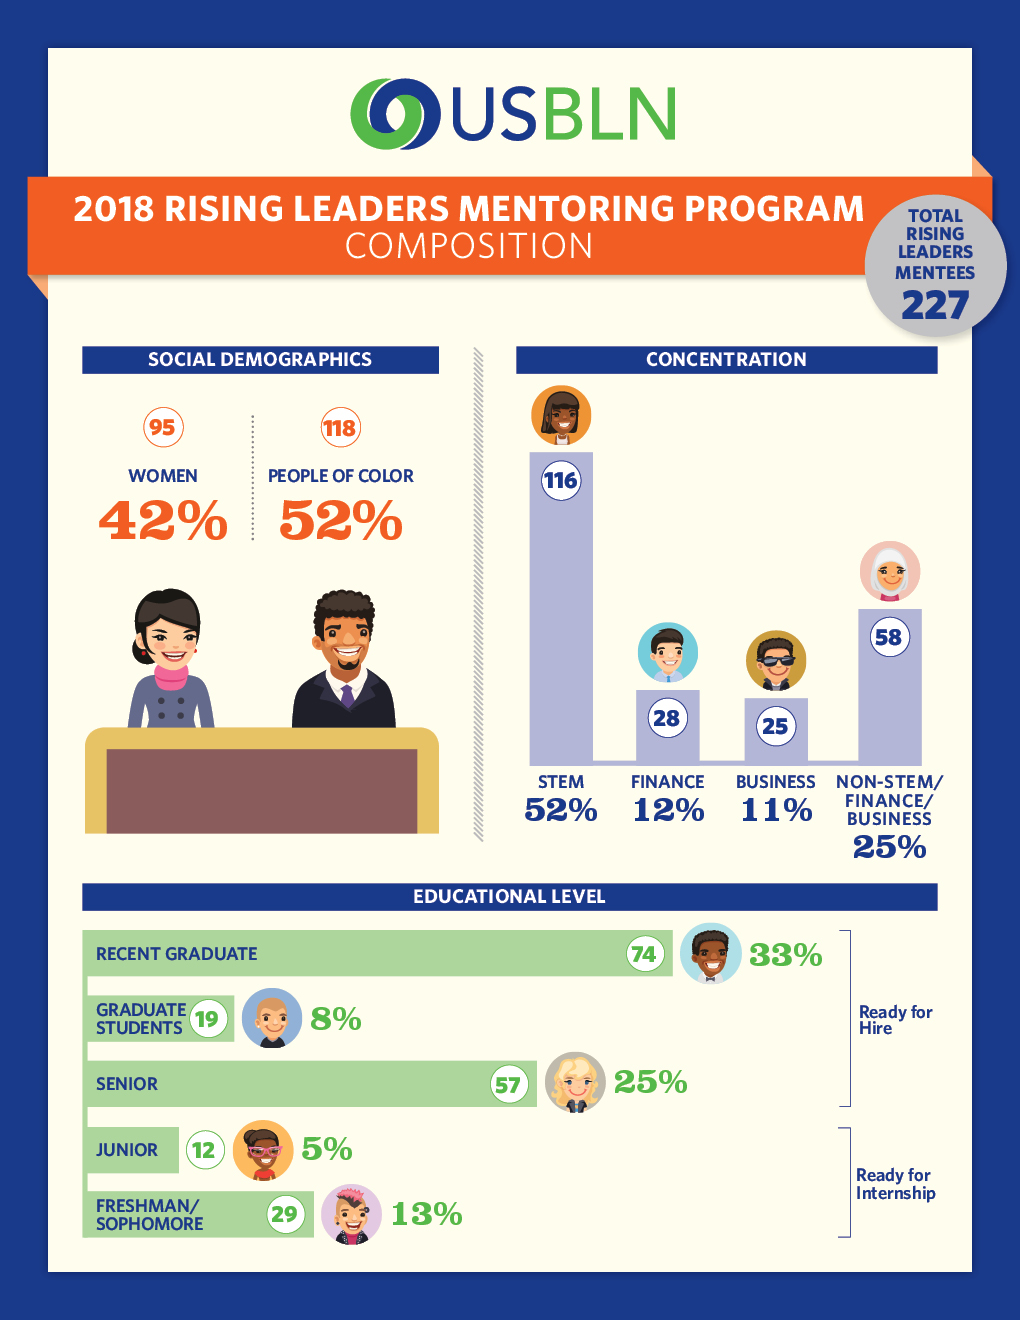 USBLN
2018 RISING LEADERS MENTORING PROGRAM
COMPOSITION
TOTAL
RISING
LEADERS
MENTEES
227
SOCIAL DEMOGRAPHICS
95
WOMEN
42%
118
PEOPLE OF COLOR
52%
CONCENTRATION
116
28
25
58
STEM
52%
FINANCE
12%
BUSINESS
11%
NON-STEM/
FINANCE/
BUSINESS
25%
EDUCATIONAL LEVEL
RECENT GRADUATE 74 33%
GRADUATE
STUDENTS
19 8%
SENIOR 57 25%
Ready for
Hire
JUNIOR 12 5%
FRESHMAN/
SOPHOMORE
29 13%
Ready for
Internship